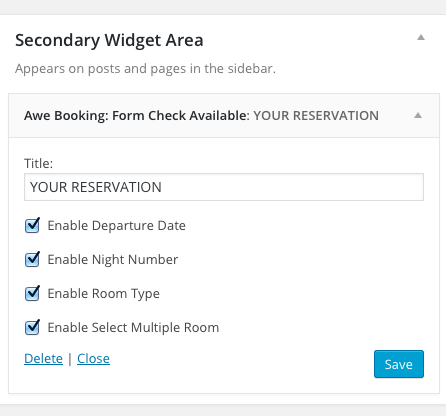 Secondary Widget Area
Appears on posts and pages in the sidebar.
Awe Booking: Form Check Available: YOUR RESERVATION
Title:
YOUR RESERVATION
Enable Departure Date
Enable Night Number
Enable Room Type
Enable Select Multiple Room
Delete | Close Save